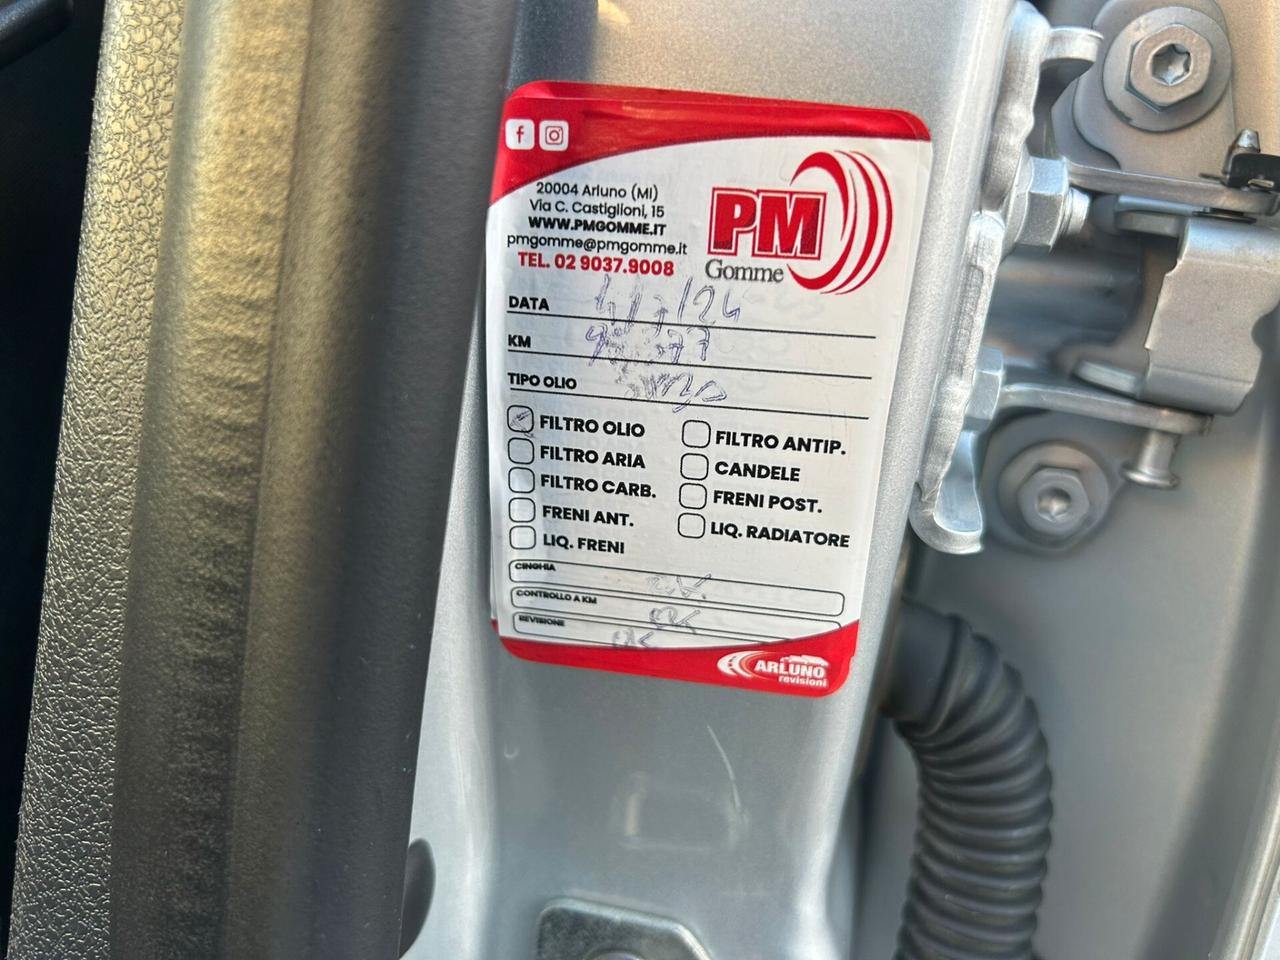 20004 Arluno (MI)
Via C. Castiglioni, 15
WWW.PMGOMME.IT
pmgomme@pmgomme.it
TEL. 02 9037.9008
PM
Gomme
DATA
KM
TIPO OLIO
FILTRO OLIO
FILTRO ARIA
FILTRO CARB.
FRENI ANT.
LIQ. FRENI
FILTRO ANTIP.
CANDELE
FRENI POST.
LIQ. RADIATORE
CINGHIA
CONTROLLO A KM
REVISIONE
ARLUNO
revisioni